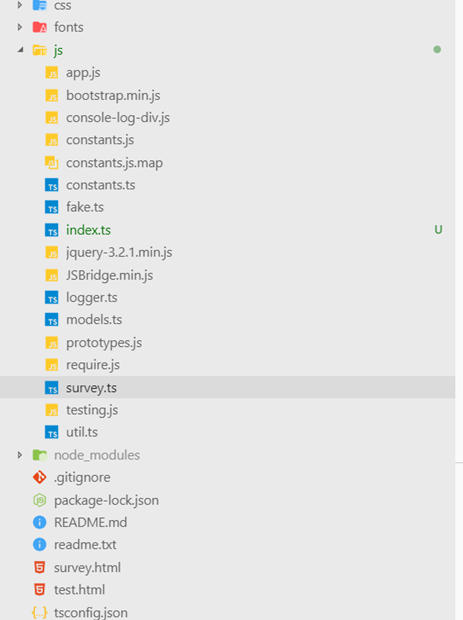 css
fonts
js
app.js
bootstrap.min.js
console-log-div.js
constants.js
constants.js.map
constants.ts
fake.ts
index.ts U
jquery-3.2.1.min.js
JSBridge.min.js
logger.ts
models.ts
prototypes.js
require.js
survey.ts
testing.js
util.ts
node_modules
.gitignore
package-lock.json
README.md
readme.txt
survey.html
test.html
tsconfig.json